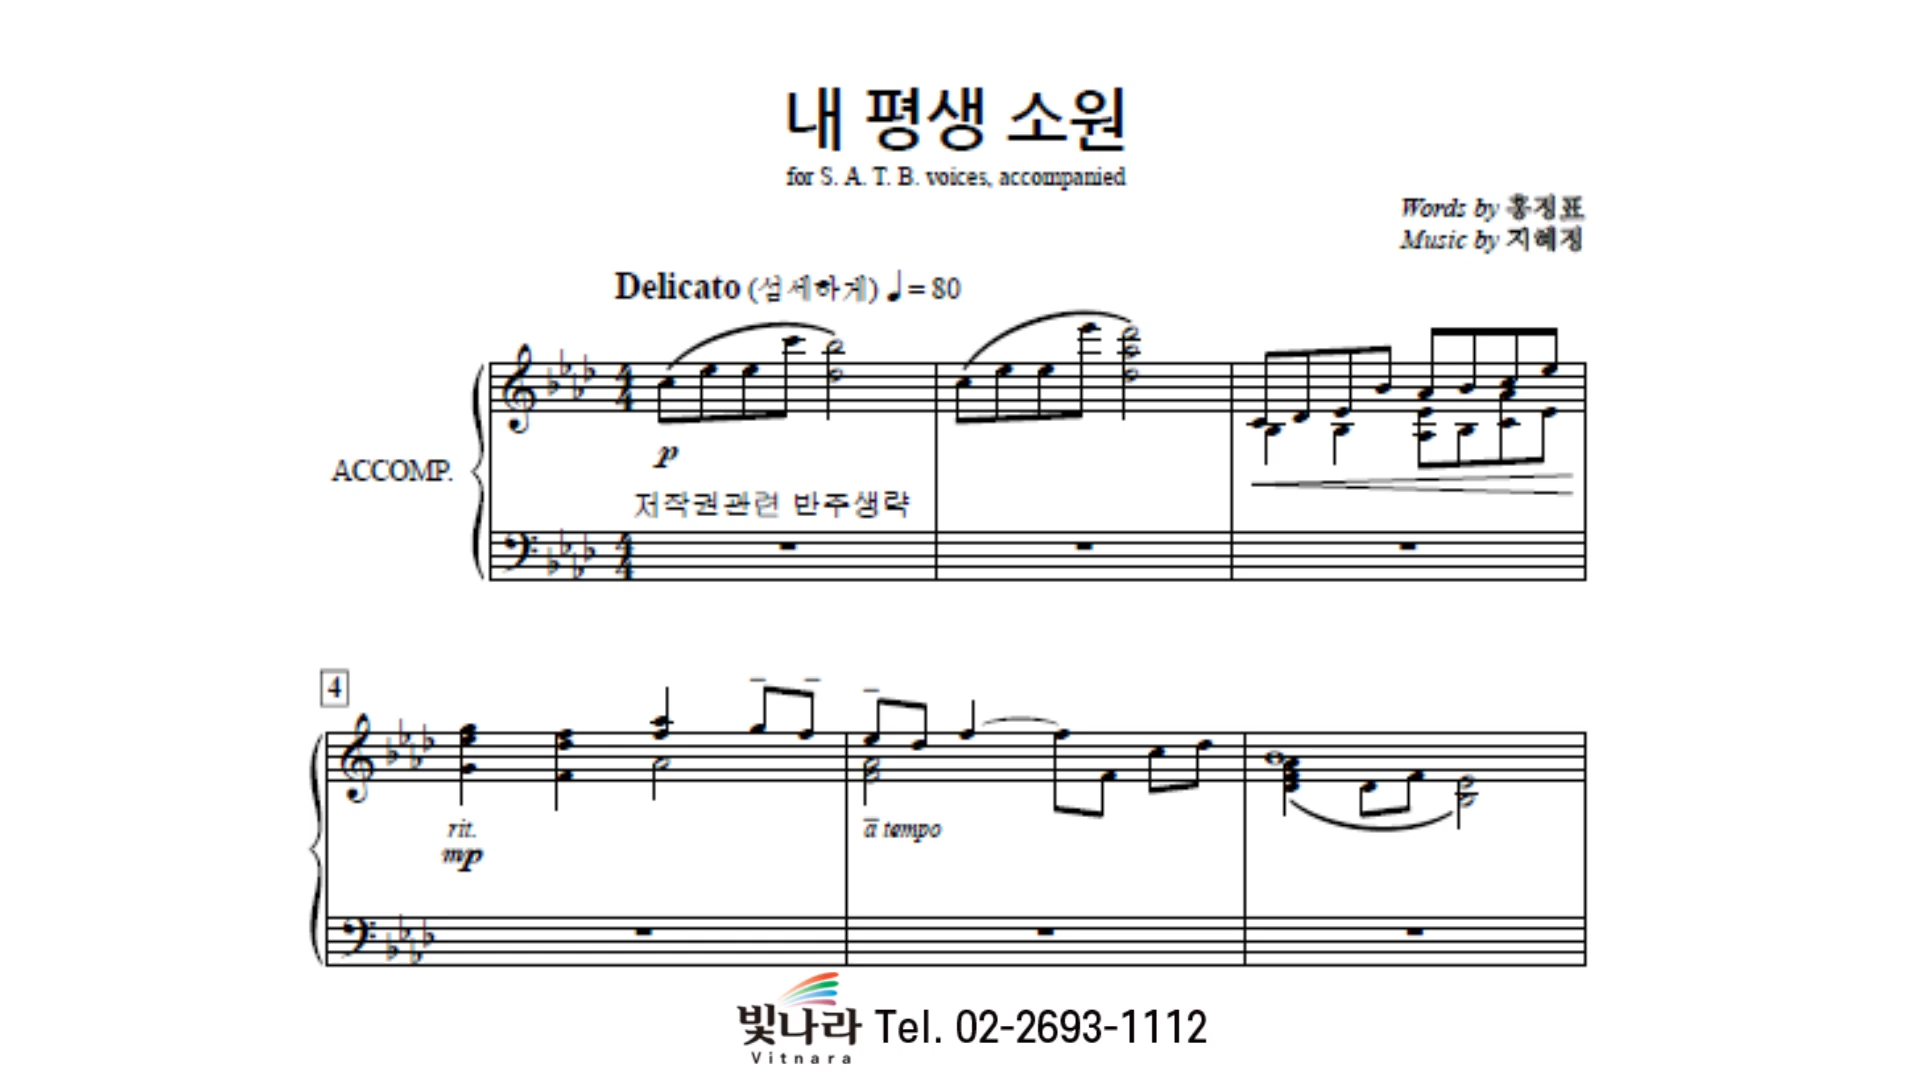 내 평생 소원
for S. A. T. B. voices, accompanied
Words by 홍정표
Music by 지혜정
Delicato (섬세하게) ♩= 80
p
ACCOMP.
저작권관련 반주생략
4
rit.
a tempo
mp
빛나라 Tel. 02-2693-1112
Vitnara